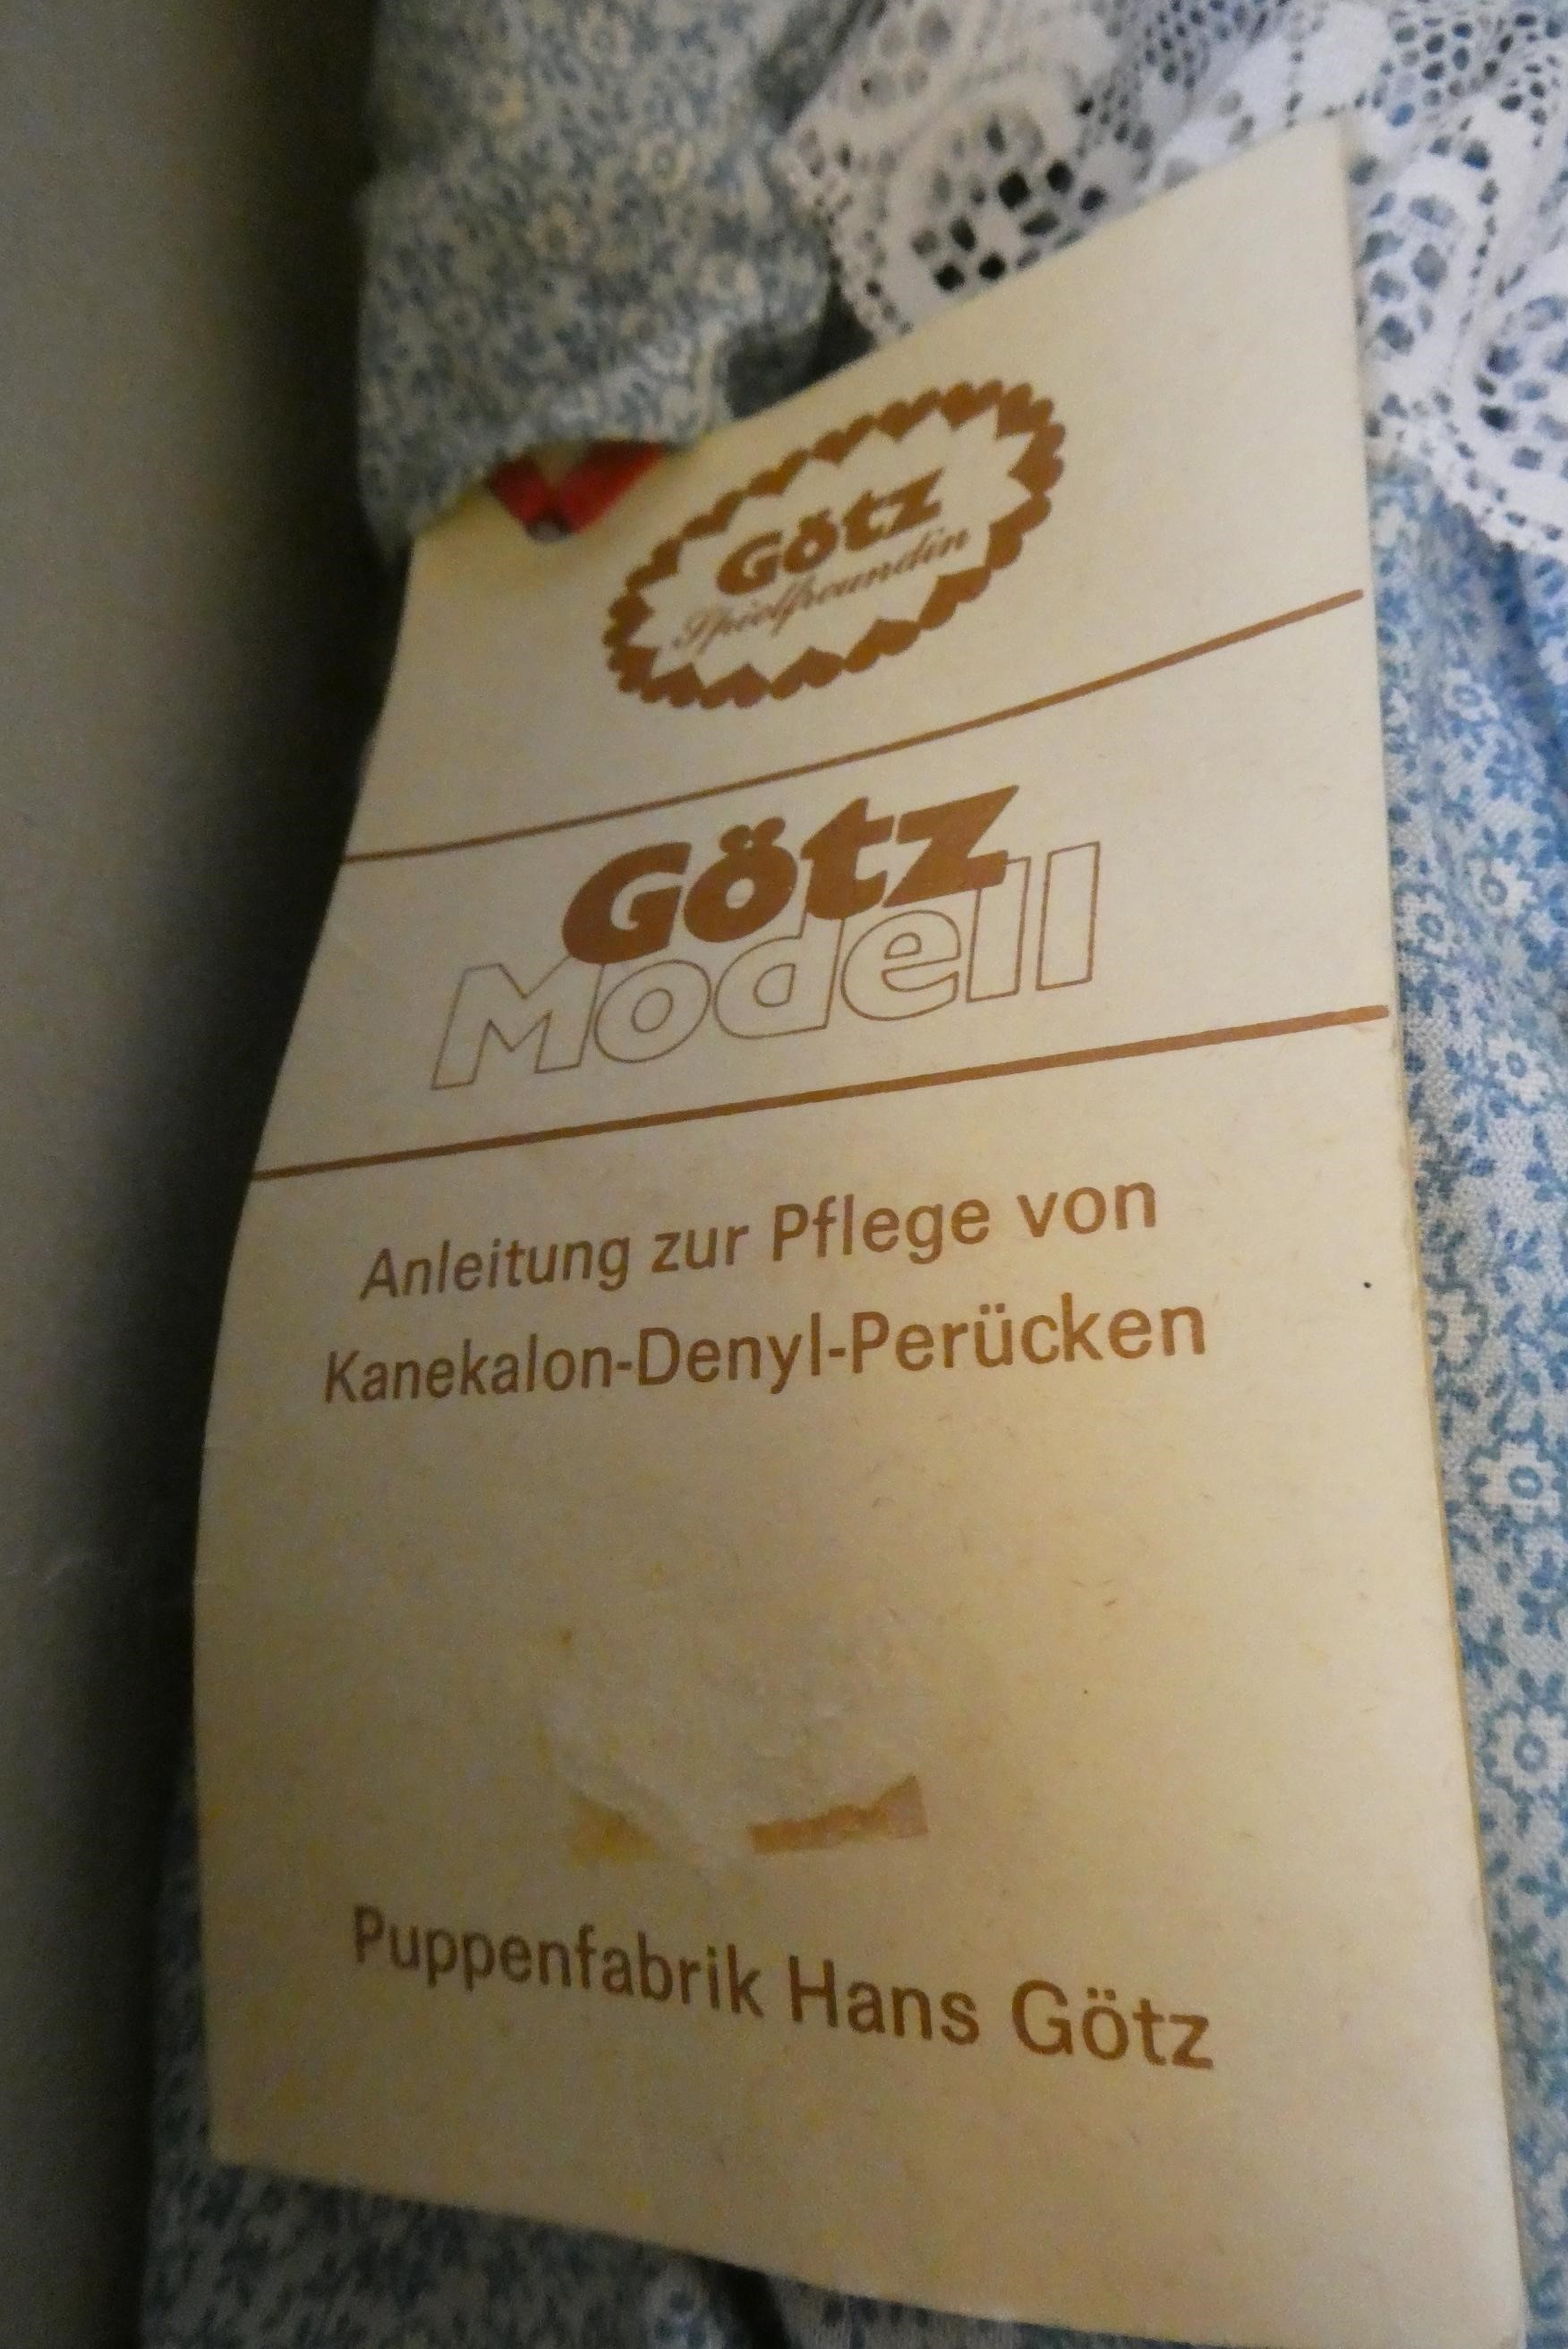 Götz
Spielfreundin
Götz
Modell
Anleitung zur Pflege von
Kanekalon-Denyl-Perücken
Puppenfabrik Hans Götz